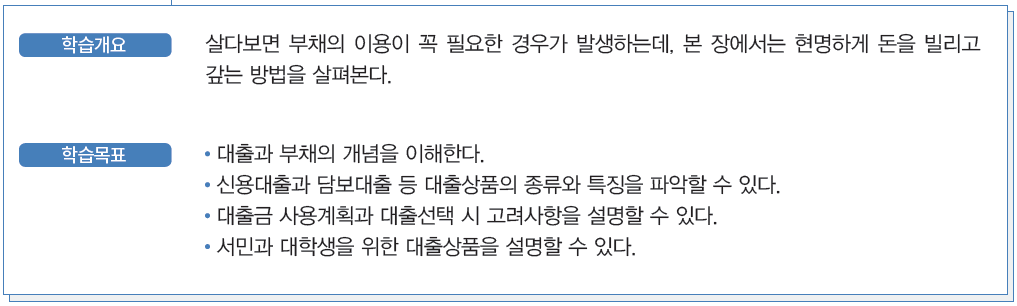 학습개요
살다보면 부채의 이용이 꼭 필요한 경우가 발생하는데, 본 장에서는 현명하게 돈을 빌리고
갚는 방법을 살펴본다.
학습목표
• 대출과 부채의 개념을 이해한다.
• 신용대출과 담보대출 등 대출상품의 종류와 특징을 파악할 수 있다.
• 대출금 사용계획과 대출선택 시 고려사항을 설명할 수 있다.
• 서민과 대학생을 위한 대출상품을 설명할 수 있다.